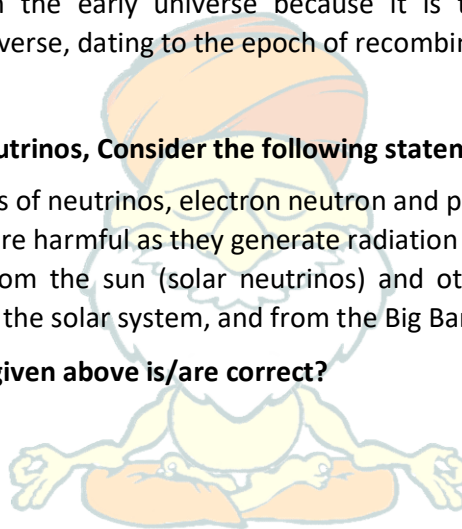 the early universe because it is
verse, dating to the epoch of recombin
utrinos, Consider the following staten
s of neutrinos, electron neutron and p
re harmful as they generate radiation
om the sun (solar neutrinos) and ot
the solar system, and from the Big Ba
given above is/are correct?